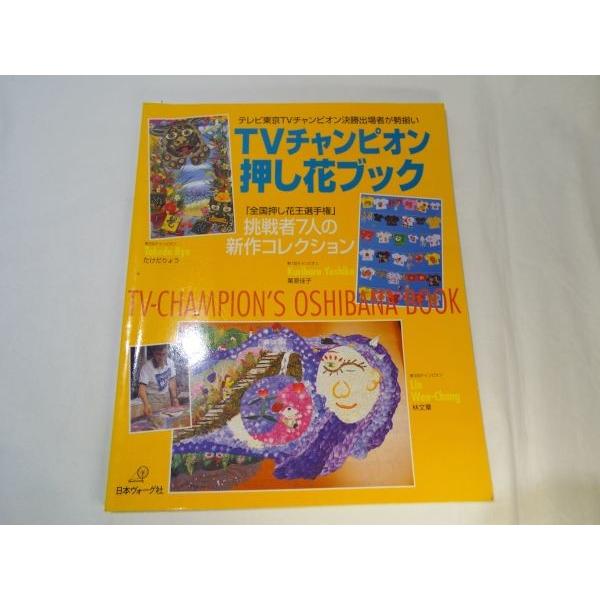 テレビ東京TVチャンピオン決勝出場者が勢揃い
TVチャンピオン
押し花ブック
「全国押し花王選手権」
挑戦者7人の
新作コレクション
Takeda Ryo
たけだりょう
Kurihara Yoshiko
栗原佳子
TV-CHAMPION'S OSHIBANA BOOK
Lin
Wen-Chang
林文章
日本ヴォーグ社